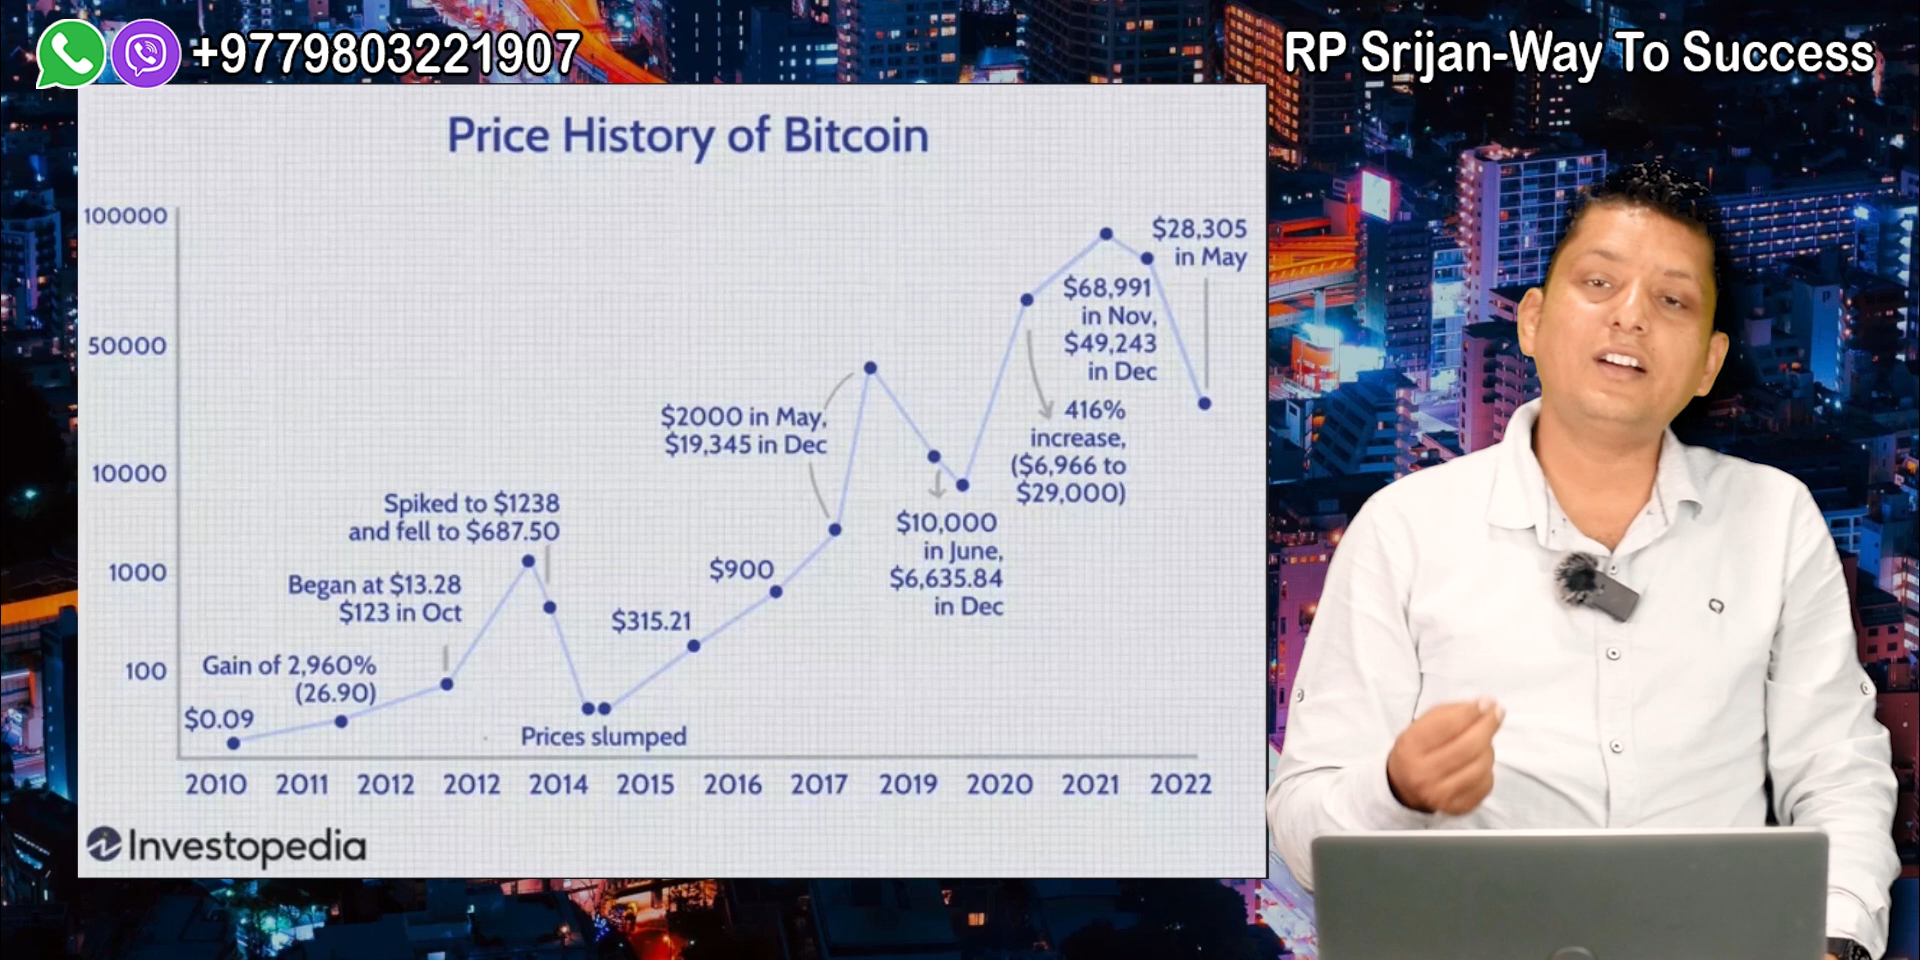 +9779803221907
RP Srijan-Way To Success
Price History of Bitcoin
100000
50000
10000
1000
100
$0.09
Gain of 2,960%
(26.90)
Began at $13.28
$123 in Oct
Spiked to $1238
and fell to $687.50
Prices slumped
$315.21
$900
$2000 in May,
$19,345 in Dec
$10,000
in June,
$6,635.84
in Dec
416%
increase,
($6,966 to
$29,000)
$68,991
in Nov,
$49,243
in Dec
$28,305
in May
2010 2011 2012 2012 2014 2015 2016 2017 2019 2020 2021 2022
Investopedia